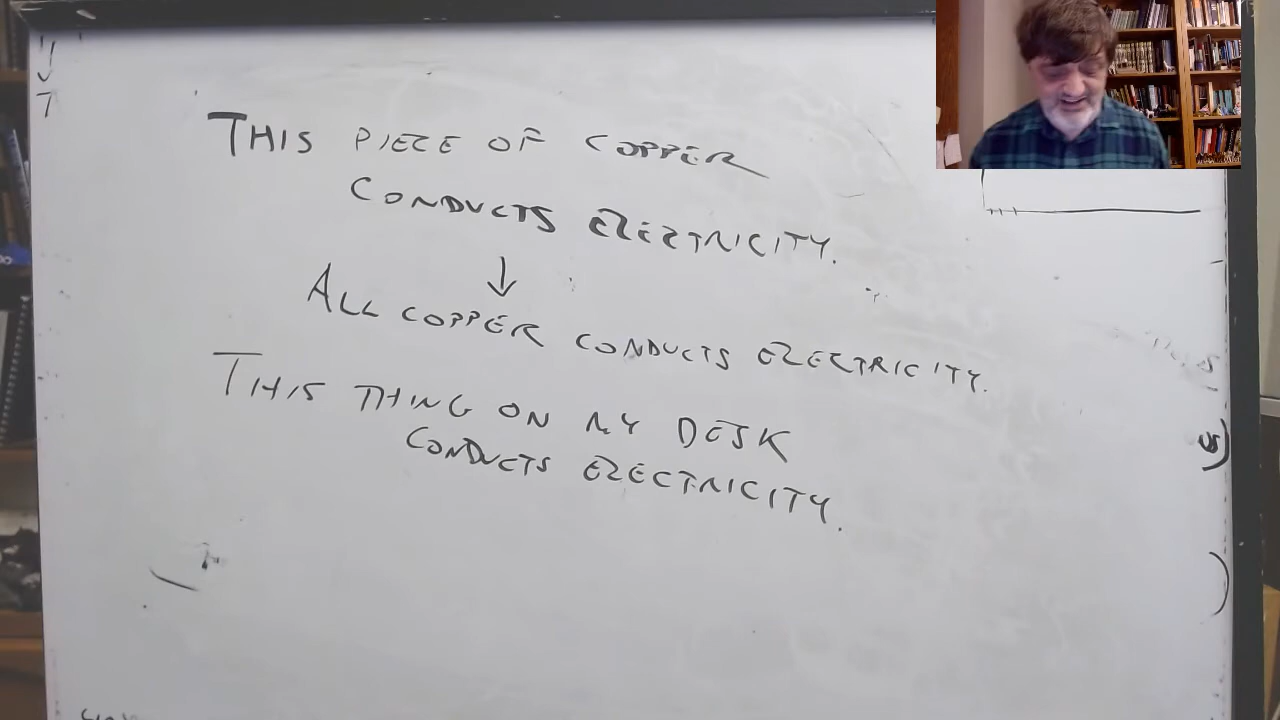 THIS PIECE OF COPPER
CONDUCTS ELECTRICITY.
↓
ALL COPPER CONDUCTS ELECTRICITY.
THIS THING ON MY DESK
CONDUCTS ELECTRICITY.